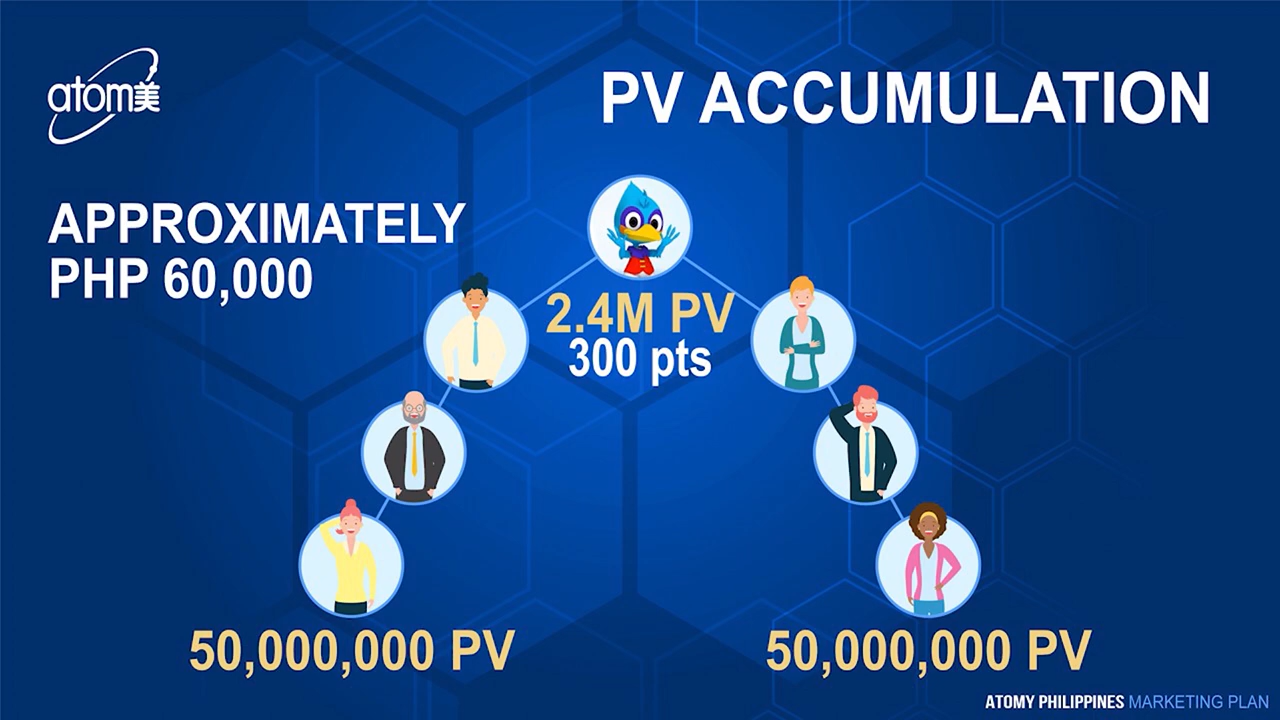 atom美
PV ACCUMULATION
APPROXIMATELY
PHP 60,000
2.4M PV
300 pts
50,000,000 PV
50,000,000 PV
ATOMY PHILIPPINES MARKETING PLAN